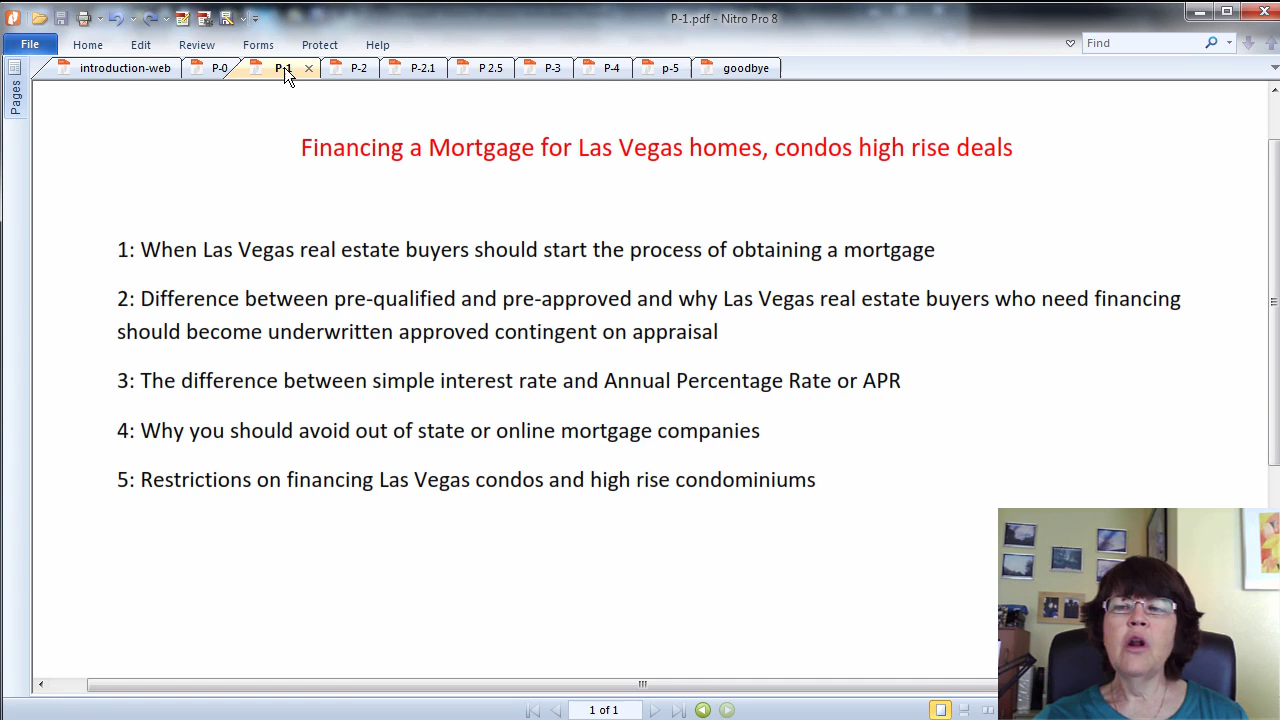 P-1.pdf - Nitro Pro 8
File Home Edit Review Forms Protect Help Find
introduction-web P-0 P-1 P-2 P-2.1 P 2.5 P-3 P-4 p-5 goodbye
Pages
Financing a Mortgage for Las Vegas homes, condos high rise deals
1: When Las Vegas real estate buyers should start the process of obtaining a mortgage
2: Difference between pre-qualified and pre-approved and why Las Vegas real estate buyers who need financing
should become underwritten approved contingent on appraisal
3: The difference between simple interest rate and Annual Percentage Rate or APR
4: Why you should avoid out of state or online mortgage companies
5: Restrictions on financing Las Vegas condos and high rise condominiums
1 of 1